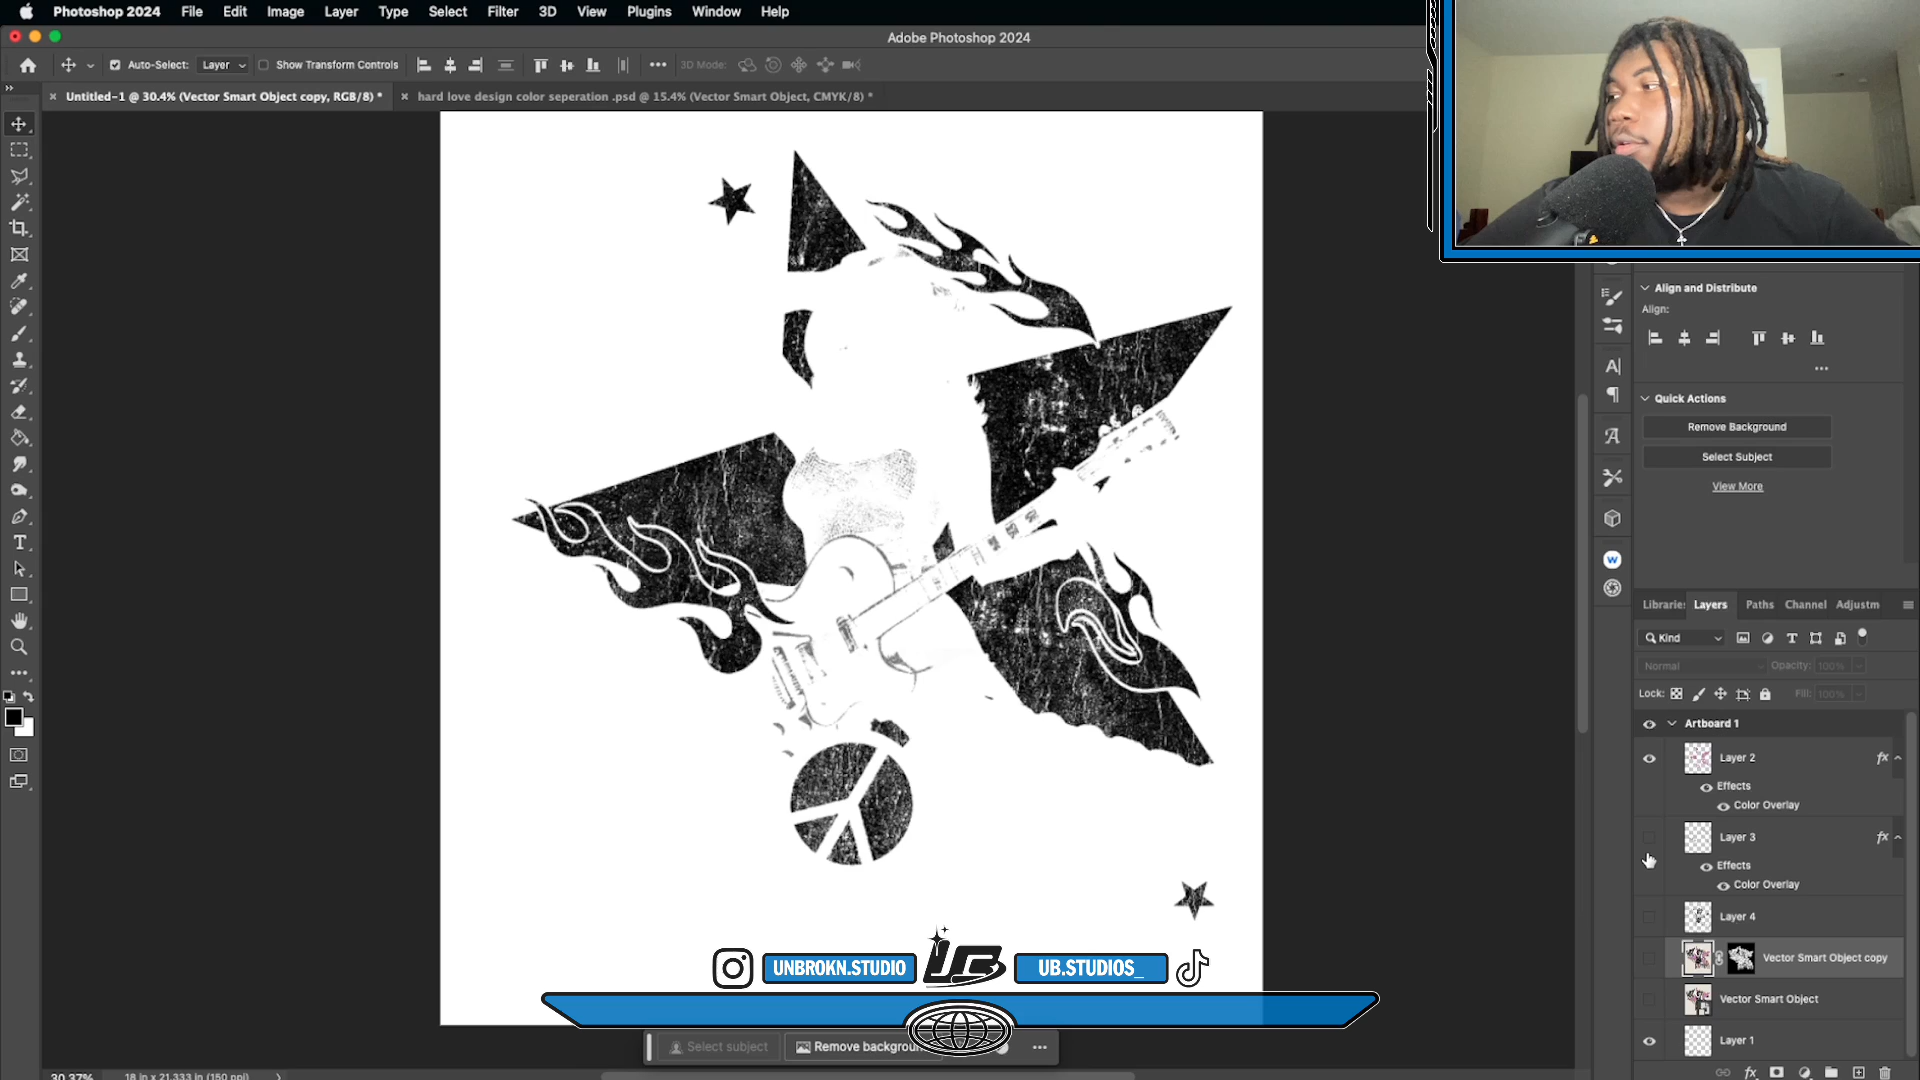 Photoshop 2024 File Edit Image Layer Type Select Filter 3D View Plugins Window Help
Adobe Photoshop 2024
Auto-Select: Layer Show Transform Controls 3D Mode:
Untitled-1 @ 30.4% (Vector Smart Object copy, RGB/8) *
hard love design color seperation .psd @ 15.4% (Vector Smart Object, CMYK/8) *
Align and Distribute
Align:
Quick Actions
Remove Background
Select Subject
View More
Librarie: Layers Paths Channel Adjustm
Kind
Normal Opacity: 100%
Lock: Fill: 100%
Artboard 1
Layer 2 fx
Effects
Color Overlay
Layer 3 fx
Effects
Color Overlay
Layer 4
Vector Smart Object copy
Vector Smart Object
Layer 1
UNBROKN.STUDIO UB UB.STUDIOS_
Select subject Remove backgroun
30.37% 18 in x 21.333 in (150 ppi)